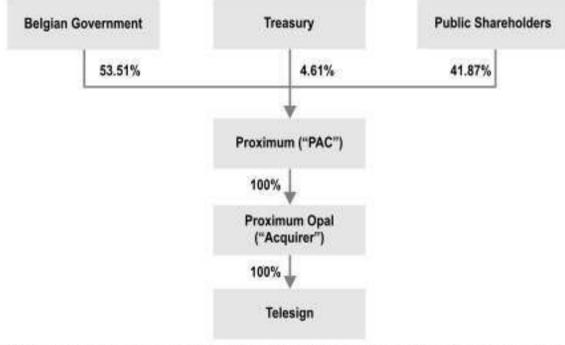 Belgian Government
Treasury
Public Shareholders
53.51%
4.61%
41.87%
Proximum (“PAC”)
100%
Proximum Opal
(“Acquirer”)
100%
Telesign